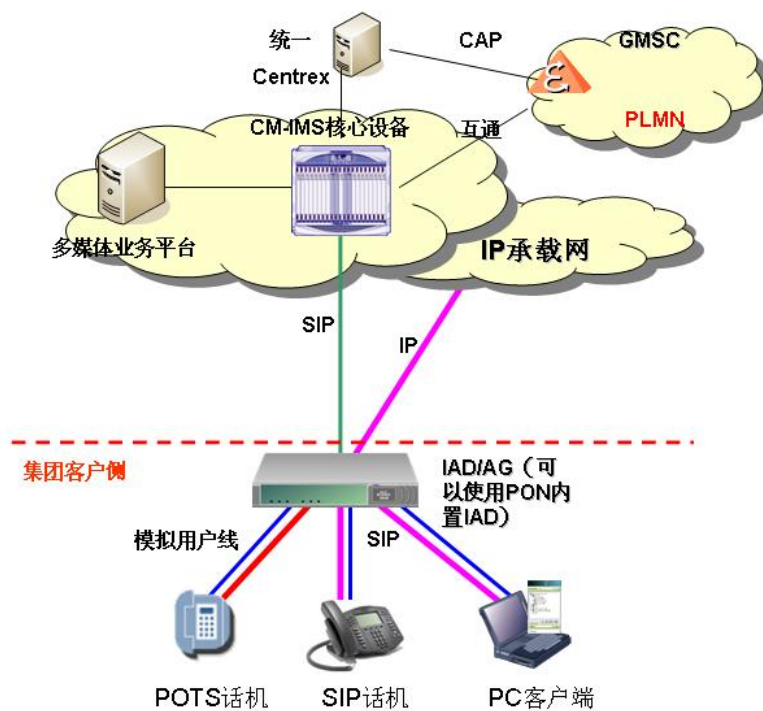 统一
Centrex
CAP
GMSC
PLMN
CM-IMS核心设备
互通
多媒体业务平台
IP承载网
SIP
IP
集团客户侧
IAD/AG（可
以使用PON内
置IAD）
模拟用户线
SIP
POTS话机
SIP话机
PC客户端